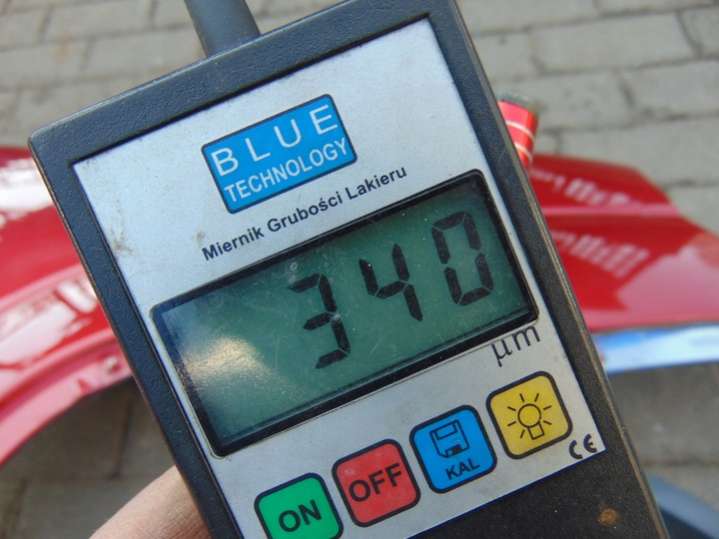 BLUE
TECHNOLOGY
Miernik Grubości Lakieru
340
μm
ON
OFF
KAL
CE